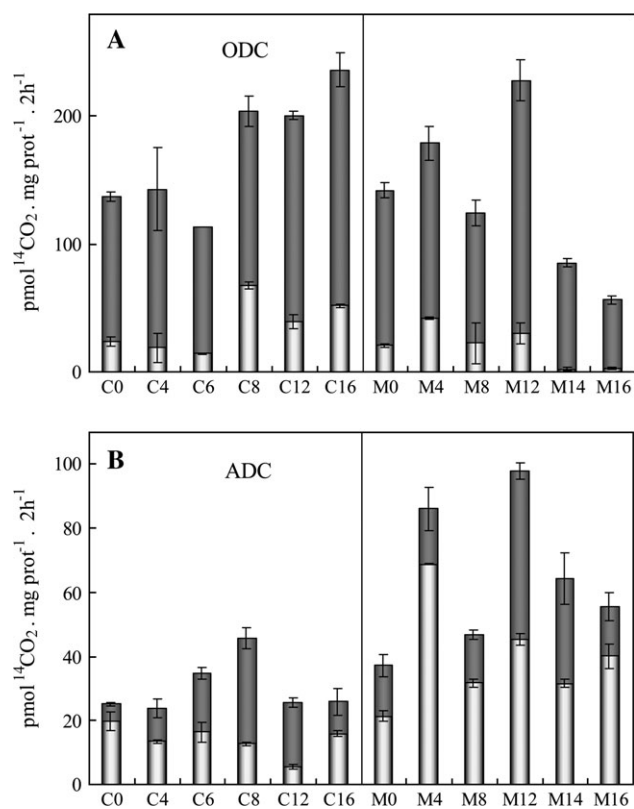 A
ODC
pmol ¹⁴CO₂ . mg prot⁻¹ . 2h⁻¹
200
100
0
C0 C4 C6 C8 C12 C16 M0 M4 M8 M12 M14 M16
B
ADC
pmol ¹⁴CO₂ . mg prot⁻¹ . 2h⁻¹
100
80
60
40
20
0
C0 C4 C6 C8 C12 C16 M0 M4 M8 M12 M14 M16